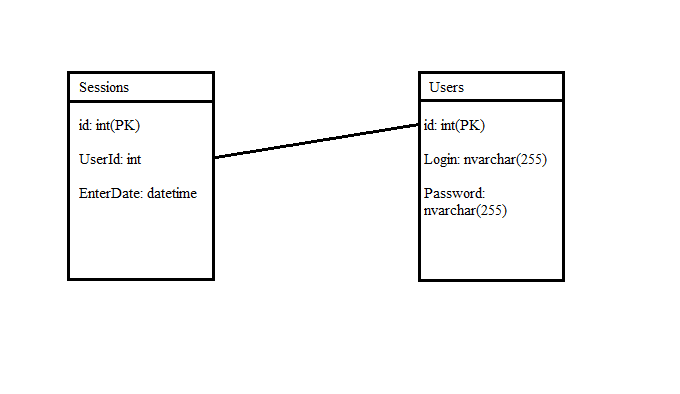 Sessions
id: int(PK)
UserId: int
EnterDate: datetime
Users
id: int(PK)
Login: nvarchar(255)
Password:
nvarchar(255)